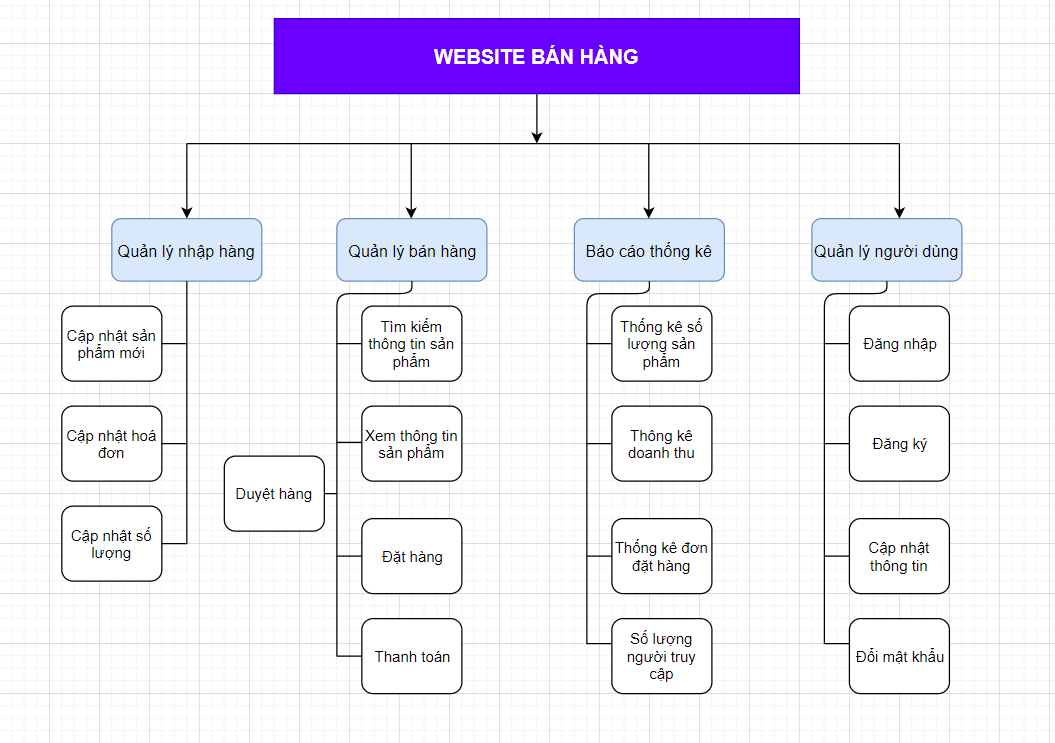 WEBSITE BÁN HÀNG
Quản lý nhập hàng
Quản lý bán hàng
Báo cáo thống kê
Quản lý người dùng
Cập nhật sản
phẩm mới
Cập nhật hoá
đơn
Cập nhật số
lượng
Tìm kiếm
thông tin sản
phẩm
Xem thông tin
sản phẩm
Duyệt hàng
Đặt hàng
Thanh toán
Thống kê số
lượng sản
phẩm
Thông kê
doanh thu
Thống kê đơn
đặt hàng
Số lượng
người truy
cập
Đăng nhập
Đăng ký
Cập nhật
thông tin
Đổi mật khẩu